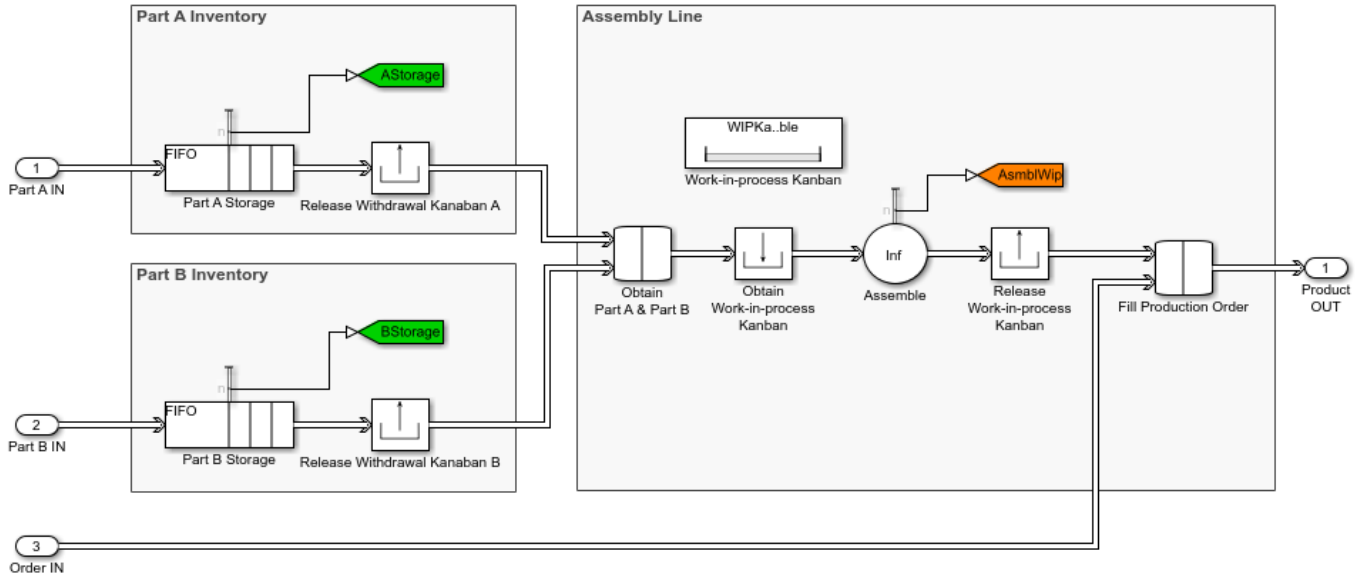 Part A Inventory
AStorage
n
FIFO
1
Part A IN
Part A Storage
Release Withdrawal Kanaban A
Part B Inventory
BStorage
n
FIFO
2
Part B IN
Part B Storage
Release Withdrawal Kanaban B
3
Order IN
Assembly Line
WIPKa..ble
Work-in-process Kanban
AsmblWip
n
Inf
Obtain
Part A & Part B
Obtain
Work-in-process
Kanban
Assemble
Release
Work-in-process
Kanban
Fill Production Order
1
Product
OUT